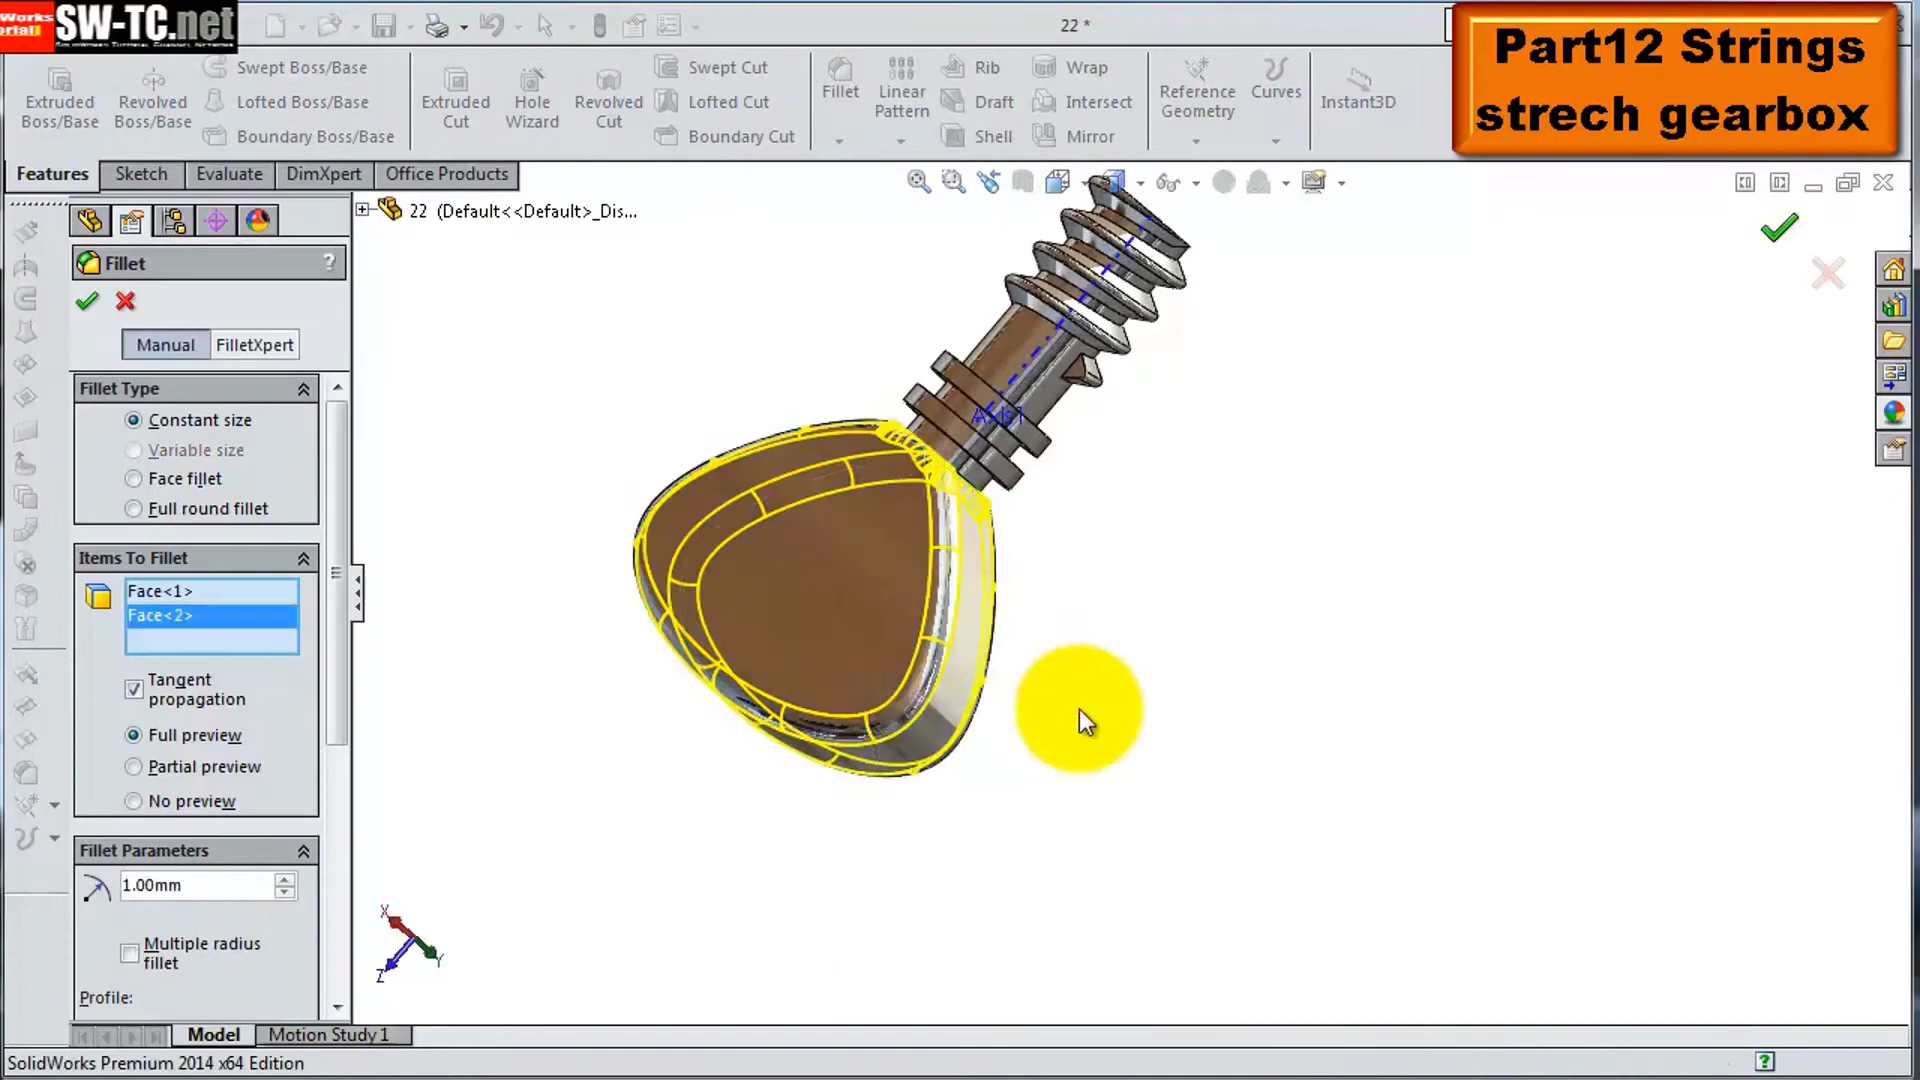 Works
erial!
SW-TC.net
22 *
Part12 Strings
strech gearbox
Extruded
Boss/Base
Revolved
Boss/Base
Swept Boss/Base
Lofted Boss/Base
Boundary Boss/Base
Extruded
Cut
Hole
Wizard
Revolved
Cut
Swept Cut
Lofted Cut
Boundary Cut
Fillet
Linear
Pattern
Rib
Draft
Shell
Wrap
Intersect
Mirror
Reference
Geometry
Curves
Instant3D
Features
Sketch
Evaluate
DimXpert
Office Products
22 (Default<<Default>_Dis...
Fillet
?
Manual
FilletXpert
Fillet Type
Constant size
Variable size
Face fillet
Full round fillet
Items To Fillet
Face<1>
Face<2>
Tangent
propagation
Full preview
Partial preview
No preview
Fillet Parameters
1.00mm
Multiple radius
fillet
Profile:
Axis1
X
Y
Z
Model
Motion Study 1
SolidWorks Premium 2014 x64 Edition
?